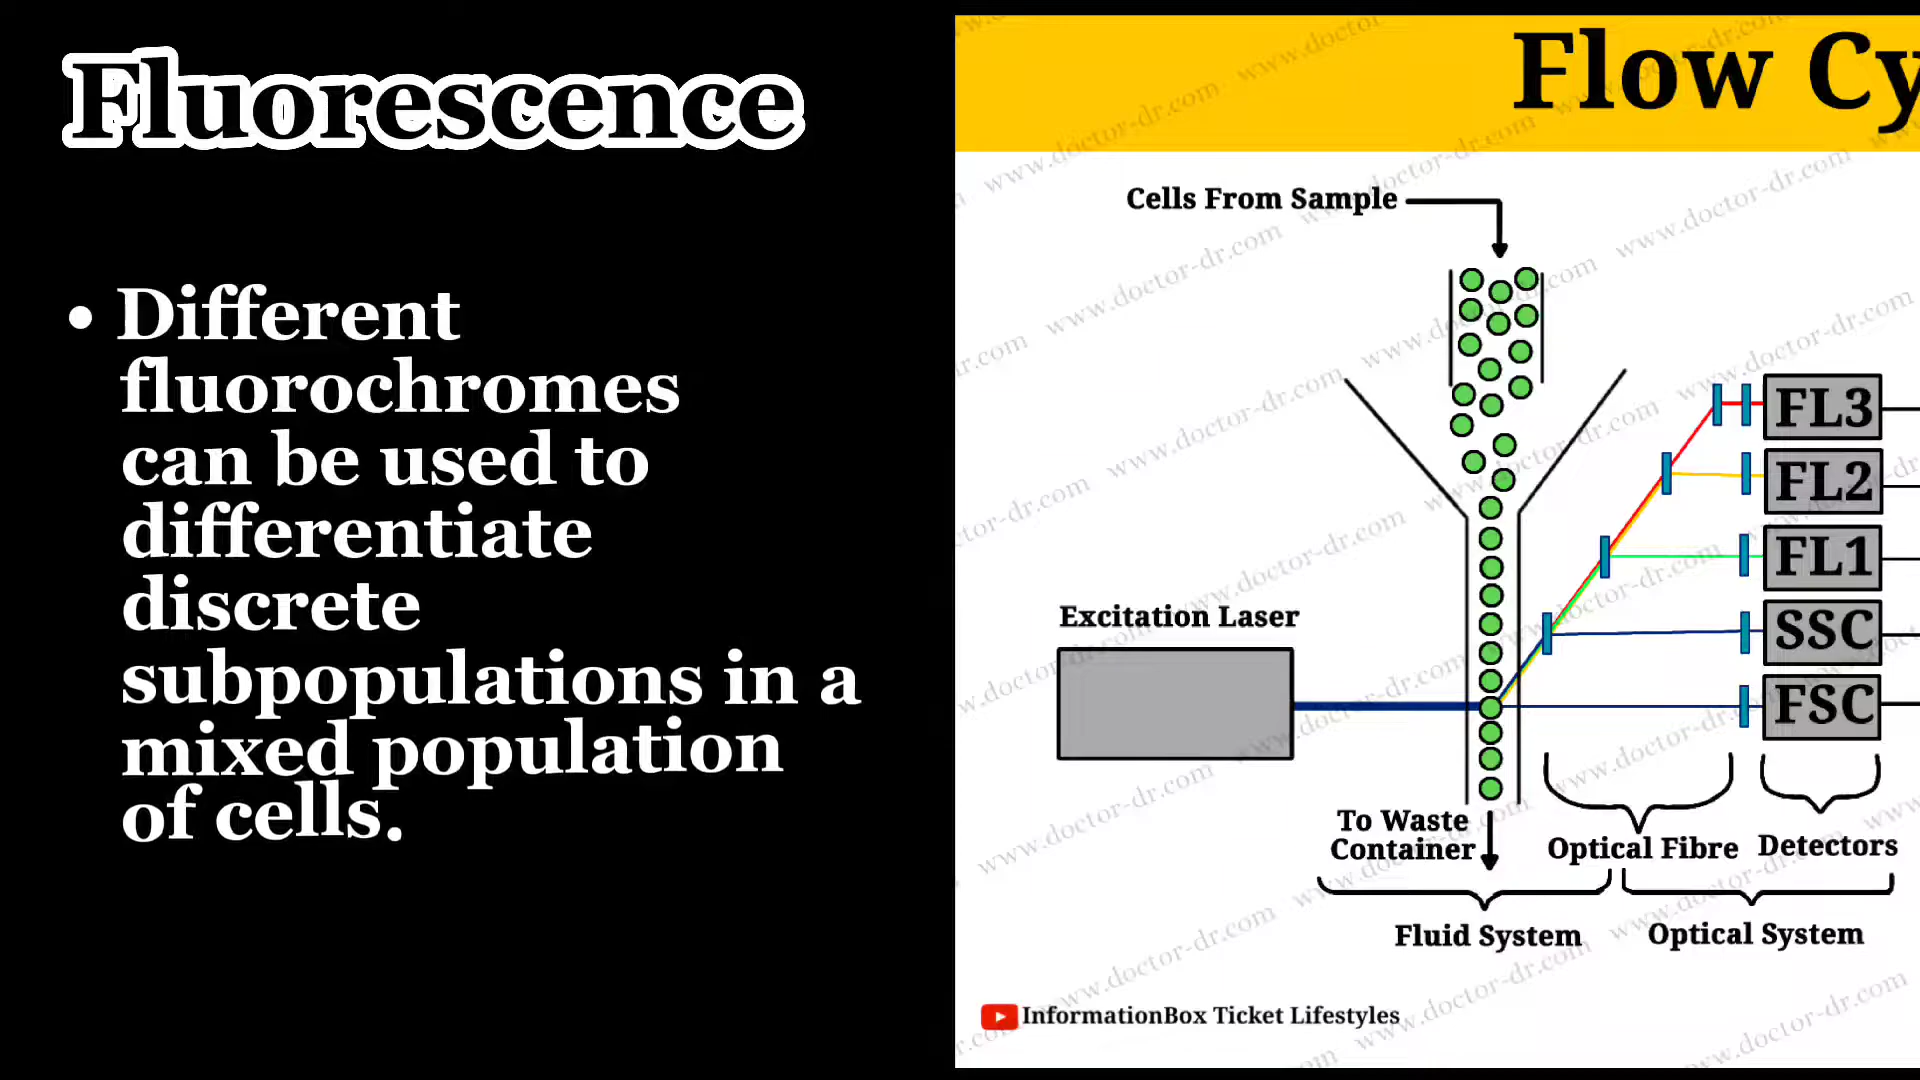 Fluorescence
• Different
fluorochromes
can be used to
differentiate
discrete
subpopulations in a
mixed population
of cells.
Flow Cy
Cells From Sample
FL3
FL2
FL1
SSC
FSC
Excitation Laser
To Waste
Container
Optical Fibre
Detectors
Fluid System
Optical System
InformationBox Ticket Lifestyles
www.doctor-dr.com